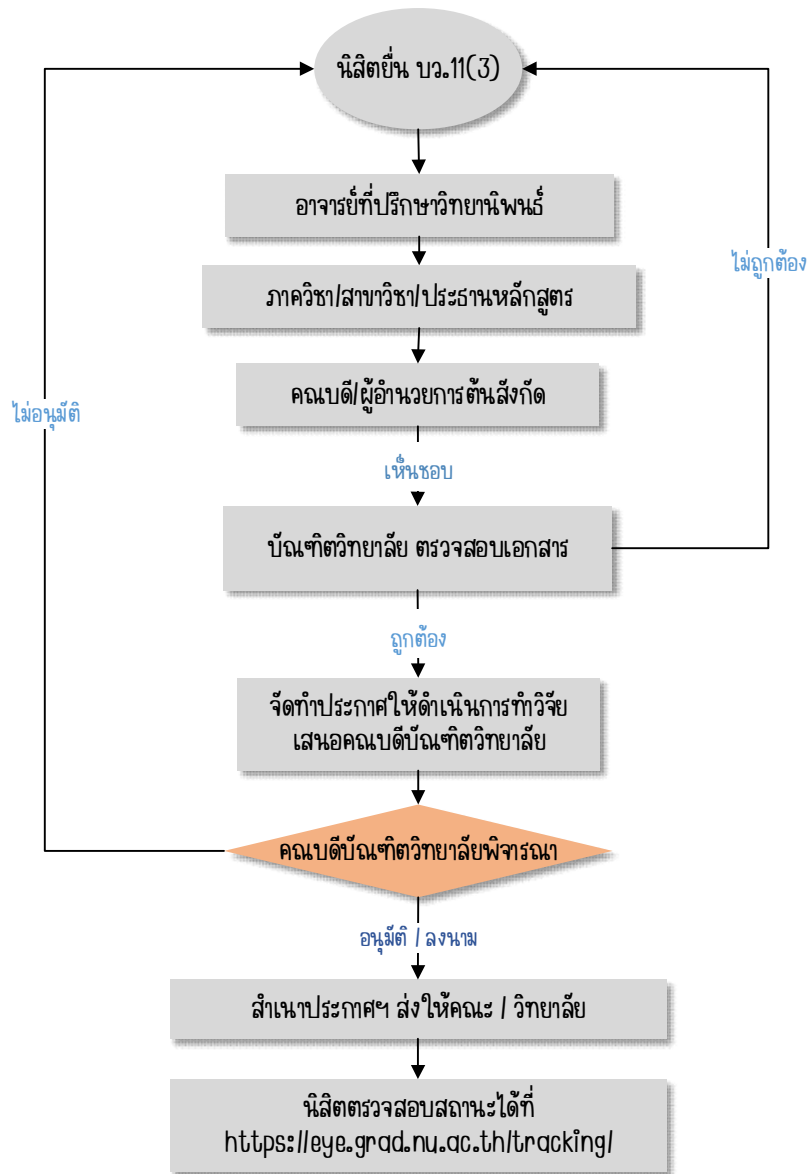 นิสิตยื่น บว.11(3)
อาจารย์ที่ปรึกษาวิทยานิพนธ์
ไม่ถูกต้อง
ภาควิชา/สาขาวิชา/ประธานหลักสูตร
คณบดี/ผู้อำนวยการต้นสังกัด
ไม่อนุมัติ
เห็นชอบ
บัณฑิตวิทยาลัย ตรวจสอบเอกสาร
ถูกต้อง
จัดทำประกาศให้ดำเนินการทำวิจัย
เสนอคณบดีบัณฑิตวิทยาลัย
คณบดีบัณฑิตวิทยาลัยพิจารณา
อนุมัติ / ลงนาม
สำเนาประกาศฯ ส่งให้คณะ / วิทยาลัย
นิสิตตรวจสอบสถานะได้ที่
https://eye.grad.nu.ac.th/tracking/